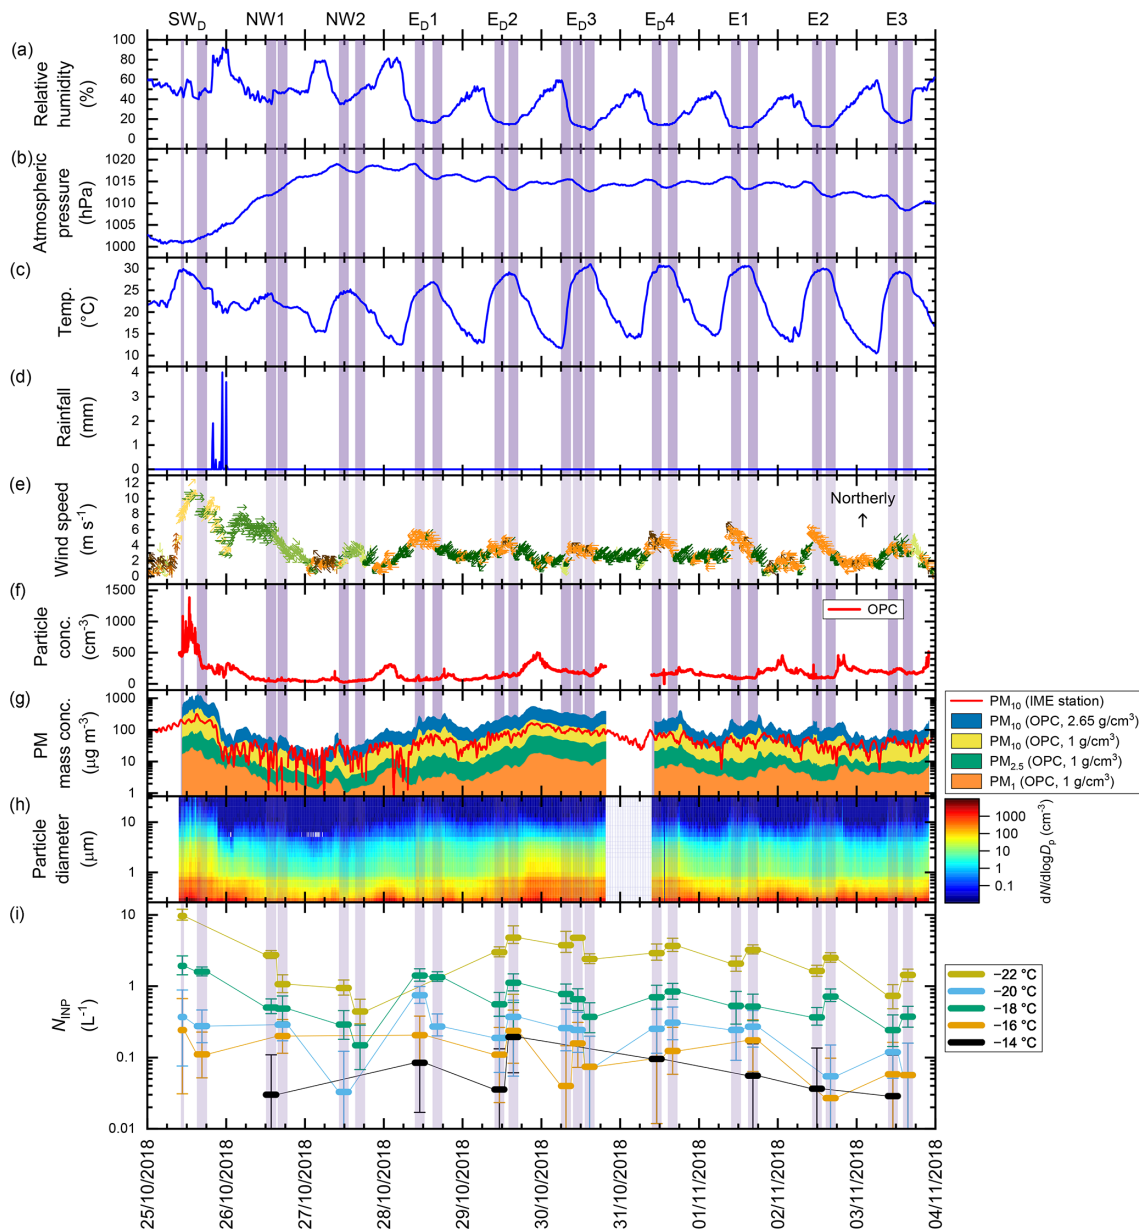 SW_D NW1 NW2 E_D1 E_D2 E_D3 E_D4 E1 E2 E3
(a)
Relative
humidity
(%)
100
80
60
40
20
0
(b)
Atmospheric
pressure
(hPa)
1020
1015
1010
1005
1000
(c)
Temp.
(°C)
30
25
20
15
10
(d)
Rainfall
(mm)
4
3
2
1
0
(e)
Wind speed
(m s⁻¹)
12
10
8
6
4
2
0
Northerly
(f)
Particle
conc.
(cm⁻³)
1500
1000
500
0
OPC
(g)
PM
mass conc.
(µg m⁻³)
1000
100
10
1
PM₁₀ (IME station)
PM₁₀ (OPC, 2.65 g/cm³)
PM₁₀ (OPC, 1 g/cm³)
PM₂.₅ (OPC, 1 g/cm³)
PM₁ (OPC, 1 g/cm³)
(h)
Particle
diameter
(µm)
10
1
1000
100
10
1
0.1
dN/dlogD_p (cm⁻³)
(i)
N_INP
(L⁻¹)
10
1
0.1
0.01
−22 °C
−20 °C
−18 °C
−16 °C
−14 °C
25/10/2018
26/10/2018
27/10/2018
28/10/2018
29/10/2018
30/10/2018
31/10/2018
01/11/2018
02/11/2018
03/11/2018
04/11/2018